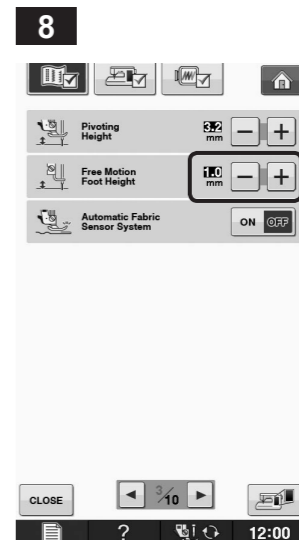 8
Pivoting
Height
3.2
mm
− +
Free Motion
Foot Height
1.0
mm
− +
Automatic Fabric
Sensor System
ON OFF
CLOSE
3/10
? 12:00